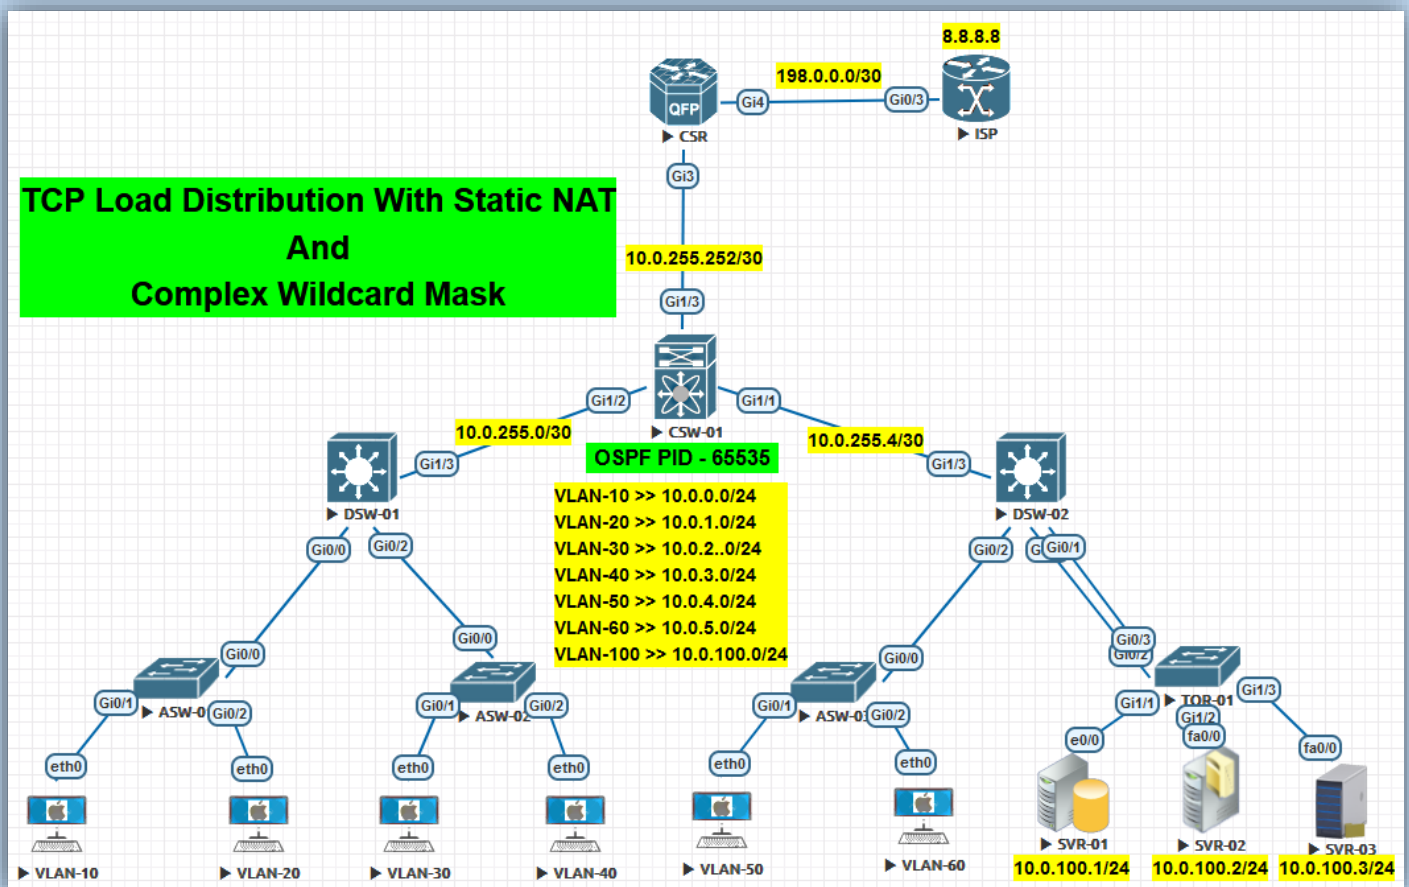 8.8.8.8
198.0.0.0/30
QFP
Gi4
Gi0/3
CSR
ISP
Gi3
TCP Load Distribution With Static NAT
And
Complex Wildcard Mask
10.0.255.252/30
Gi1/3
Gi1/2
Gi1/1
10.0.255.0/30
CSW-01
10.0.255.4/30
OSPF PID - 65535
Gi1/3
Gi1/3
VLAN-10 >> 10.0.0.0/24
VLAN-20 >> 10.0.1.0/24
VLAN-30 >> 10.0.2..0/24
VLAN-40 >> 10.0.3.0/24
VLAN-50 >> 10.0.4.0/24
VLAN-60 >> 10.0.5.0/24
VLAN-100 >> 10.0.100.0/24
DSW-01
DSW-02
Gi0/0
Gi0/2
Gi0/2
Gi0/1
Gi0/0
Gi0/0
Gi0/0
Gi0/3
Gi0/2
Gi0/1
ASW-0
Gi0/2
Gi0/1
ASW-02
Gi0/2
Gi0/1
ASW-03
Gi0/2
TOR-01
Gi1/1
Gi1/2
Gi1/3
eth0
eth0
eth0
eth0
eth0
eth0
e0/0
fa0/0
fa0/0
VLAN-10
VLAN-20
VLAN-30
VLAN-40
VLAN-50
VLAN-60
SVR-01
SVR-02
SVR-03
10.0.100.1/24
10.0.100.2/24
10.0.100.3/24